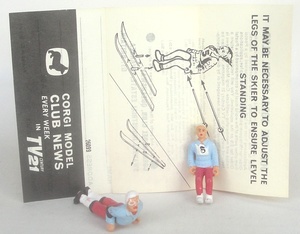 CORGI MODEL
CLUB NEWS
EVERY WEEK
IN TV21
IT MAY BE NECESSARY TO ADJUST THE
LEGS OF THE SKIER TO ENSURE LEVEL
STANDING
6